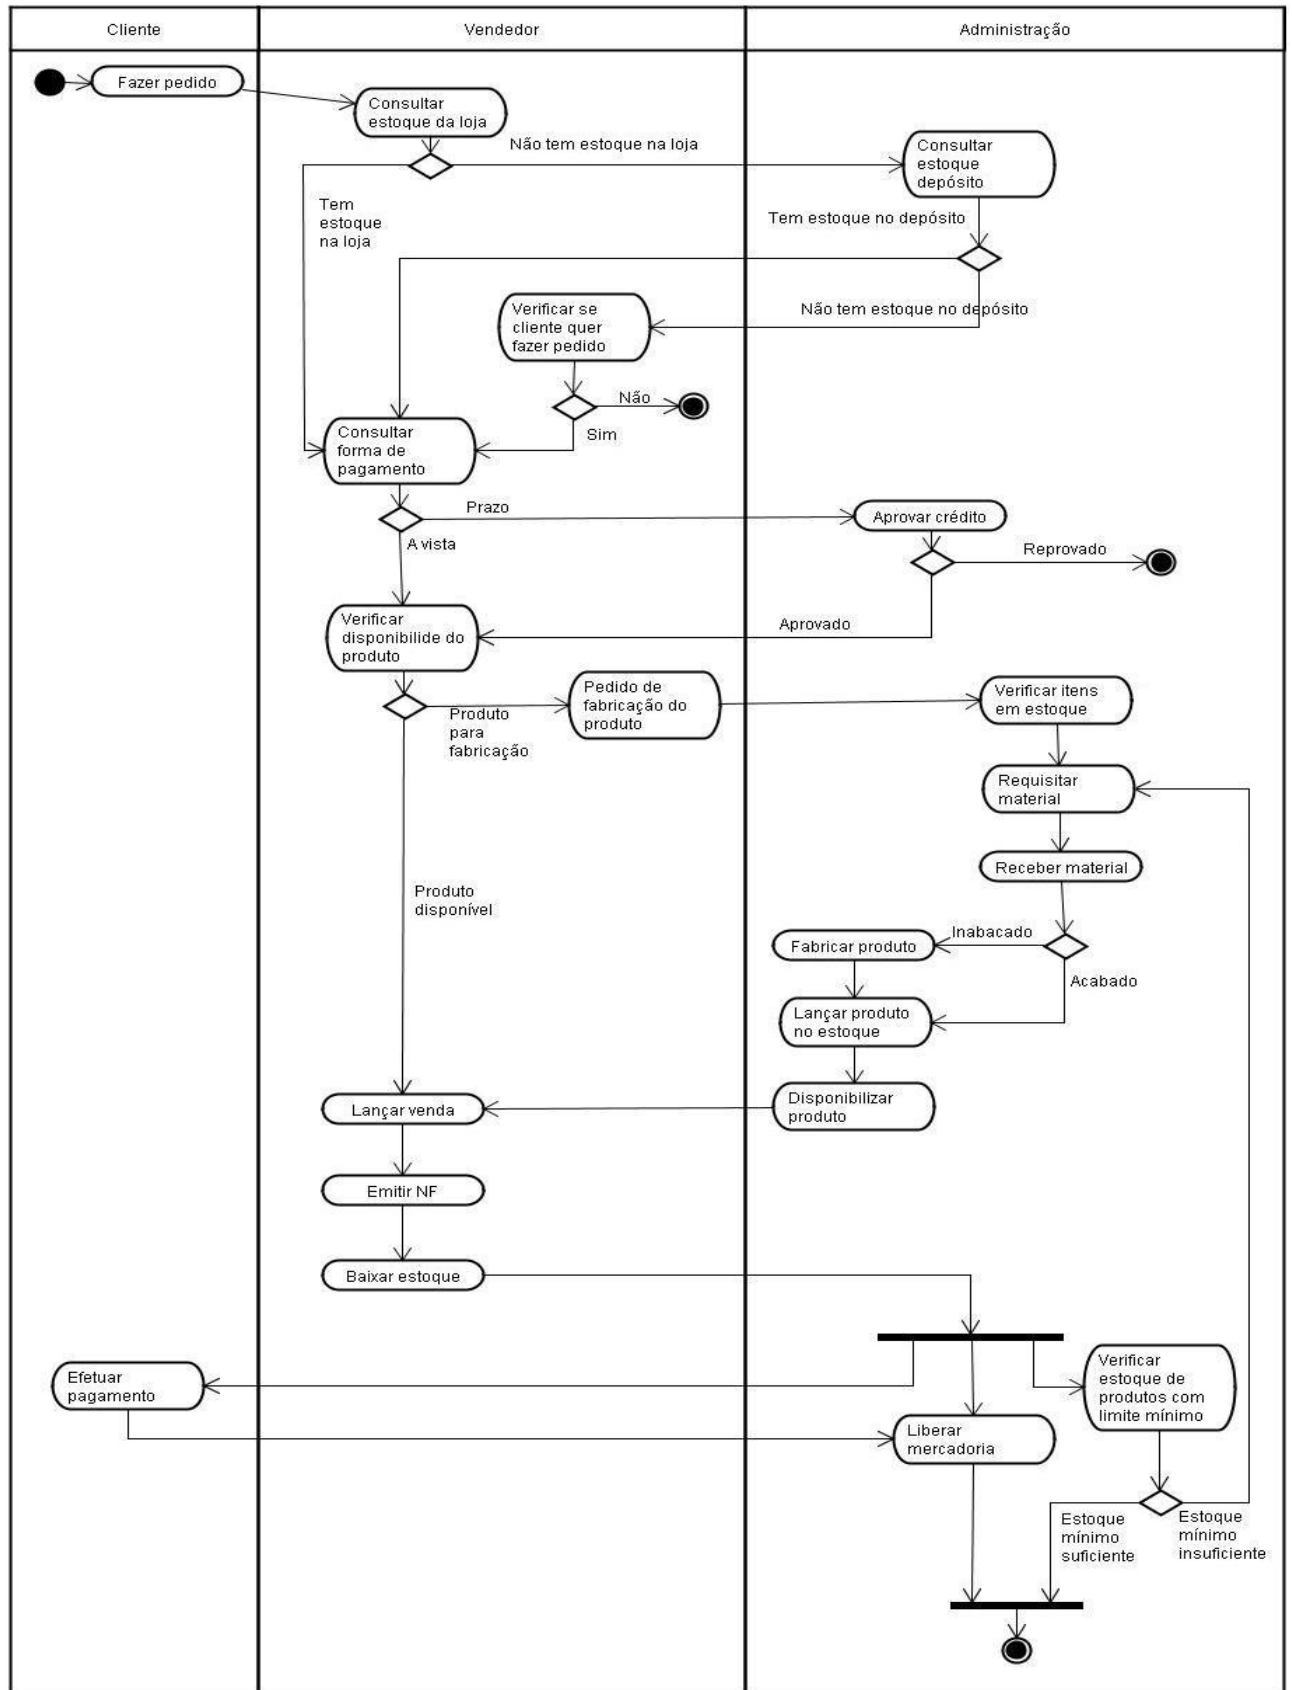 Cliente
Vendedor
Administração
Fazer pedido
Consultar
estoque da loja
Não tem estoque na loja
Consultar
estoque
depósito
Tem
estoque
na loja
Tem estoque no depósito
Verificar se
cliente quer
fazer pedido
Não tem estoque no depósito
Não
Sim
Consultar
forma de
pagamento
Prazo
A vista
Aprovar crédito
Reprovado
Aprovado
Verificar
disponibilide do
produto
Produto
para
fabricação
Pedido de
fabricação do
produto
Verificar itens
em estoque
Requisitar
material
Receber material
Produto
disponível
Inabacado
Fabricar produto
Acabado
Lançar produto
no estoque
Disponibilizar
produto
Lançar venda
Emitir NF
Baixar estoque
Efetuar
pagamento
Verificar
estoque de
produtos com
limite mínimo
Liberar
mercadoria
Estoque
mínimo
suficiente
Estoque
mínimo
insuficiente